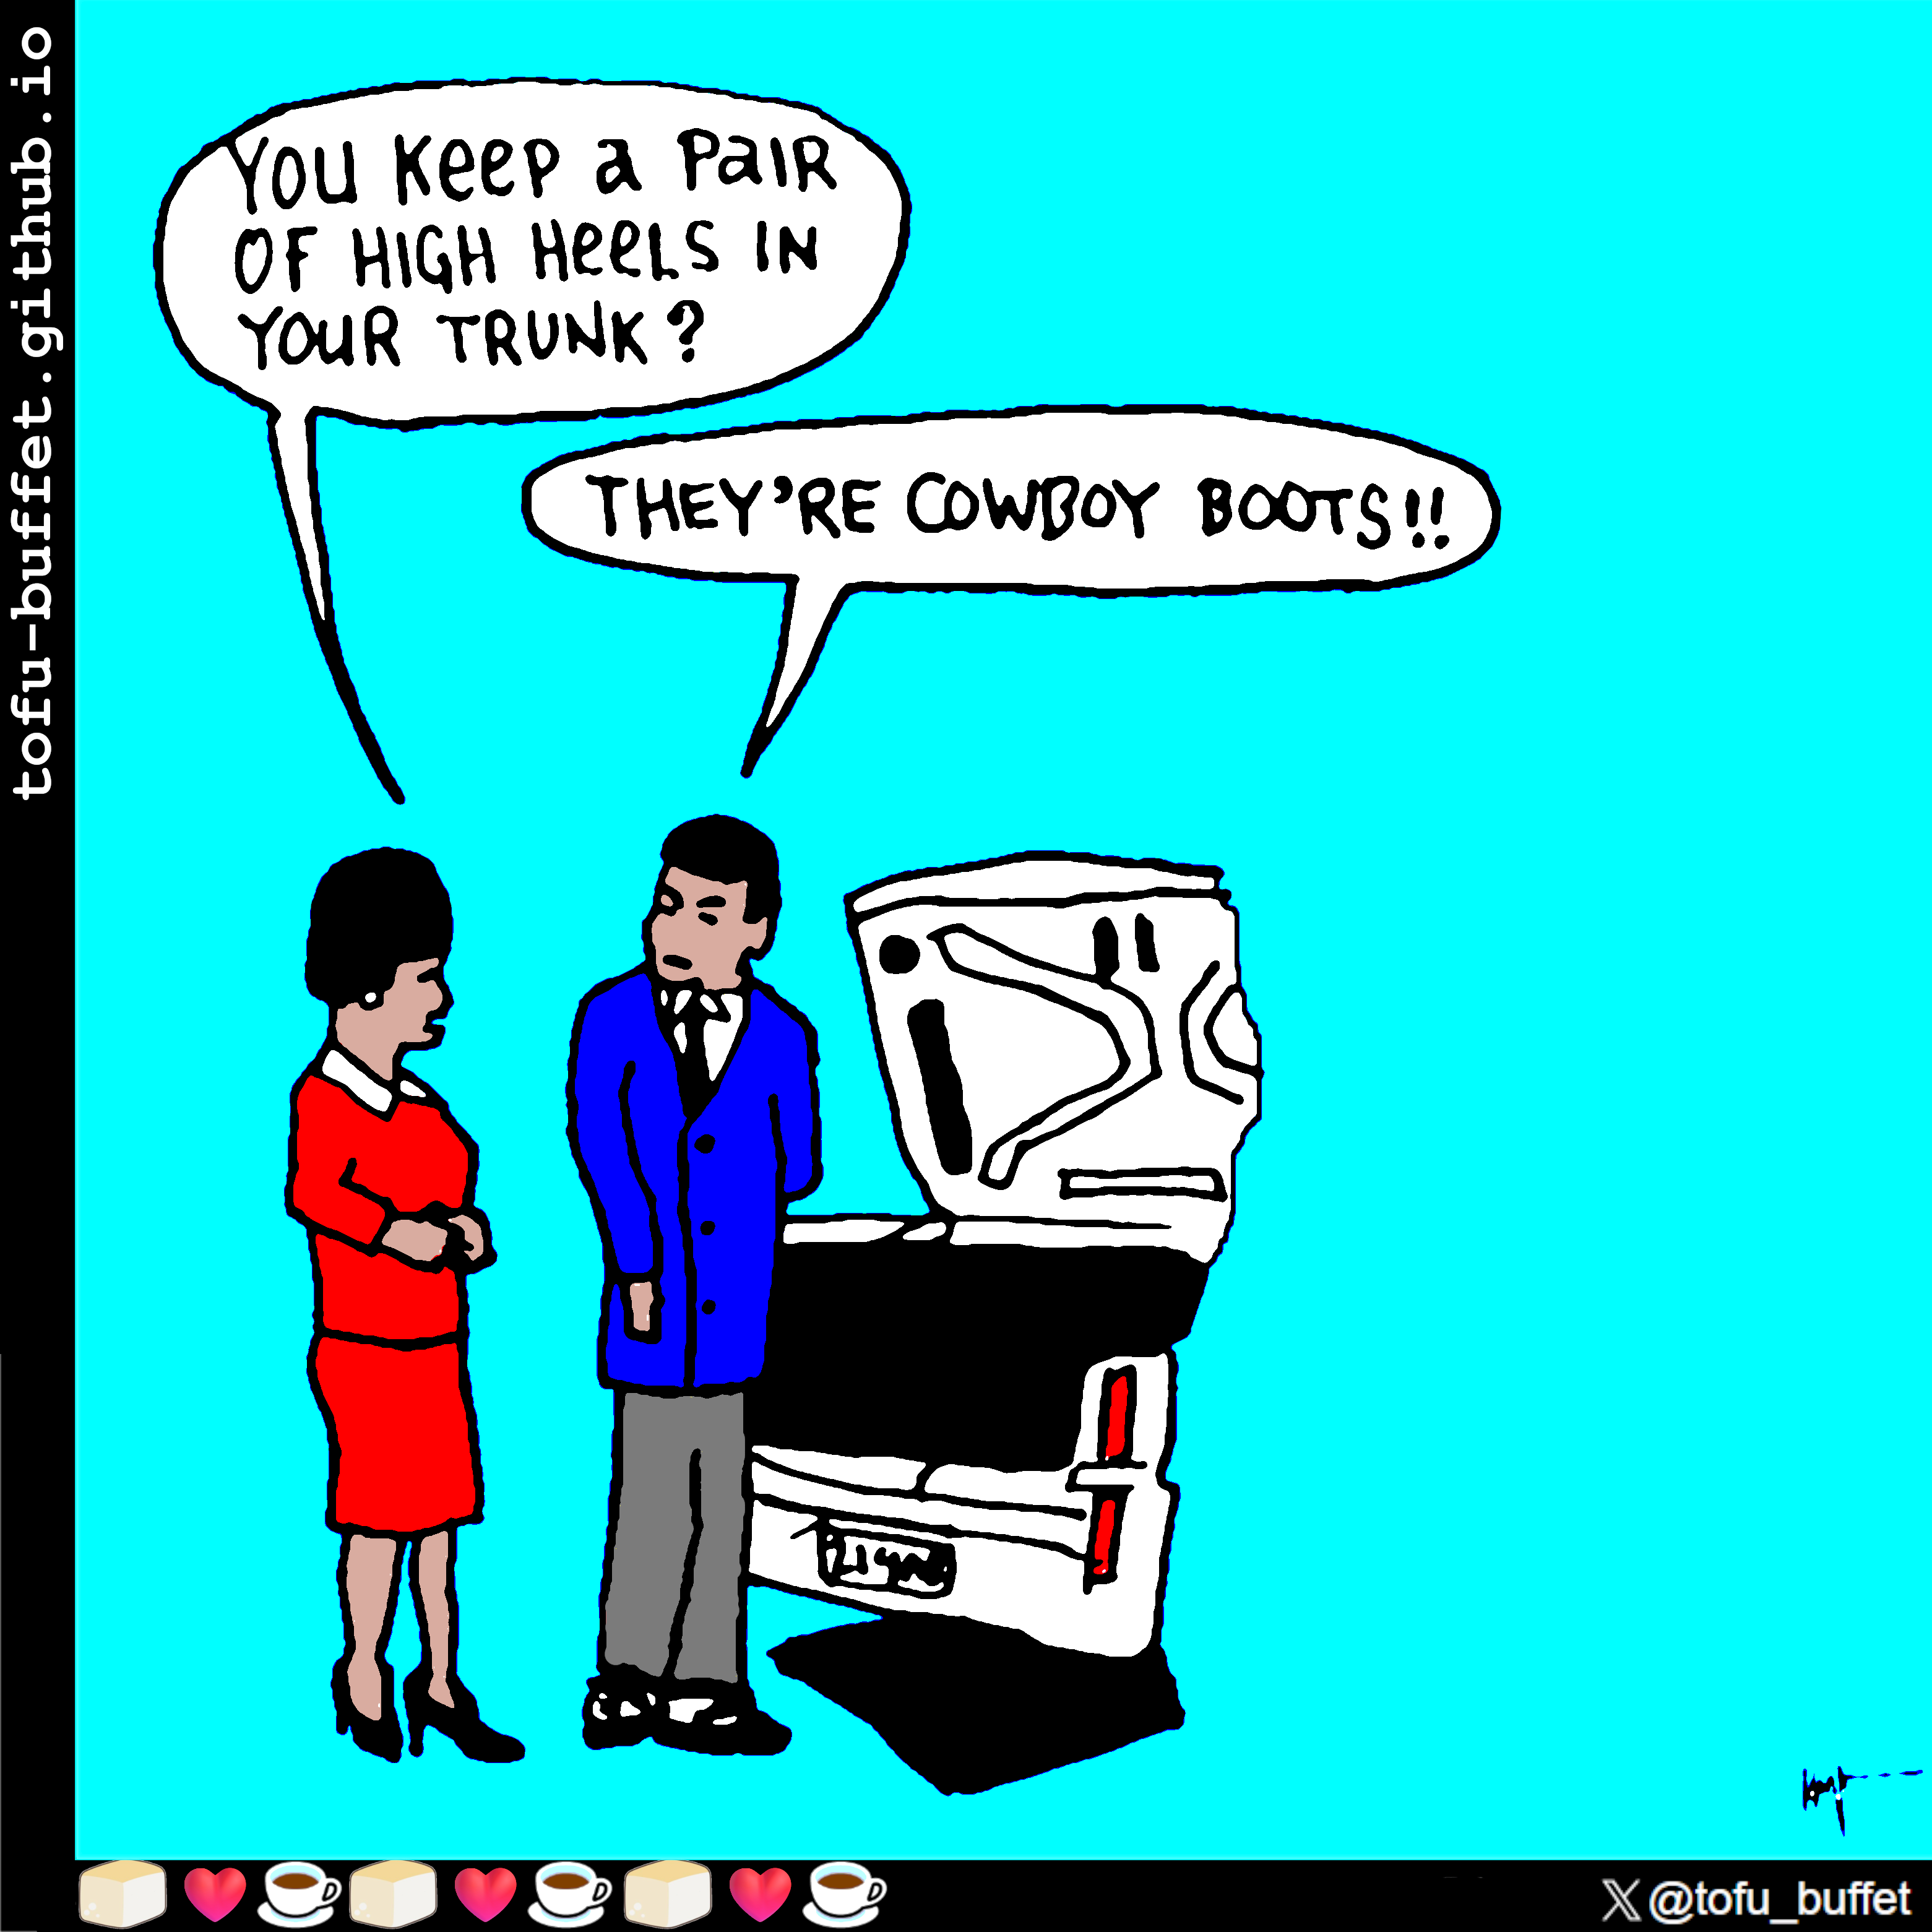 YOU KEEP A PAIR
OF HIGH HEELS IN
YOUR TRUNK?
THEY'RE COWBOY BOOTS!!
tofu-buffet.github.io
𝕏 @tofu_buffet